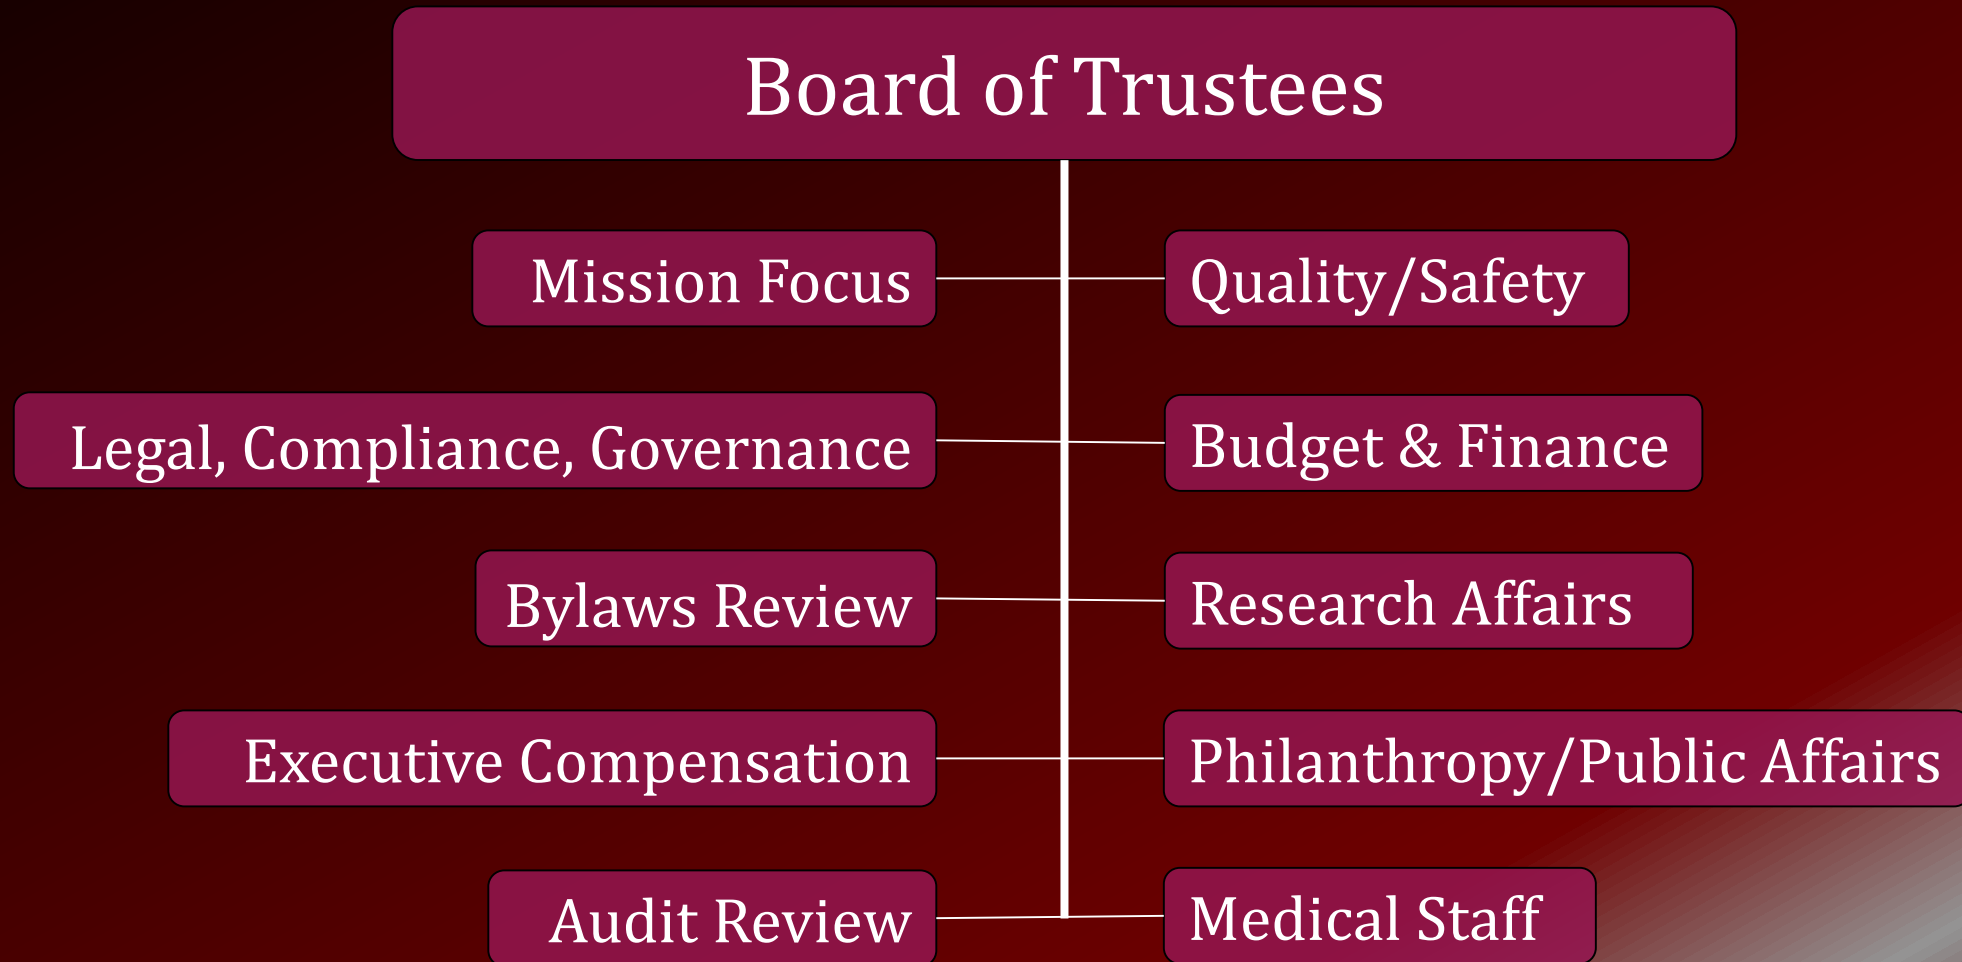 Board of Trustees
Mission Focus
Quality/Safety
Legal, Compliance, Governance
Budget & Finance
Bylaws Review
Research Affairs
Executive Compensation
Philanthropy/Public Affairs
Audit Review
Medical Staff